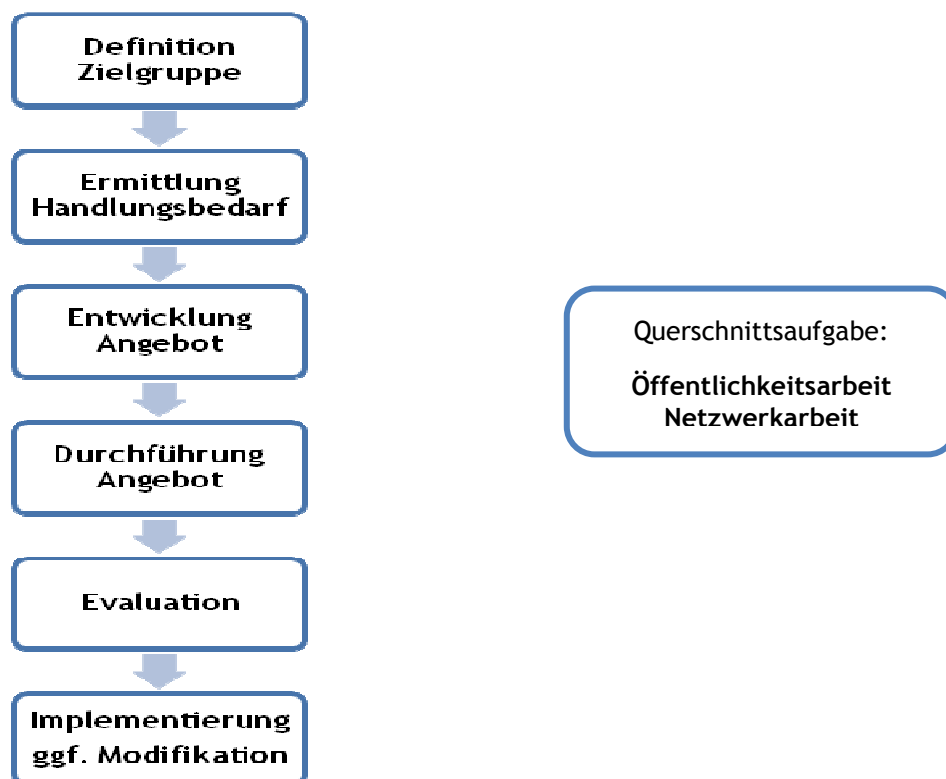 Definition
Zielgruppe
Ermittlung
Handlungsbedarf
Entwicklung
Angebot
Durchführung
Angebot
Evaluation
Implementierung
ggf. Modifikation
Querschnittsaufgabe:
Öffentlichkeitsarbeit
Netzwerkarbeit